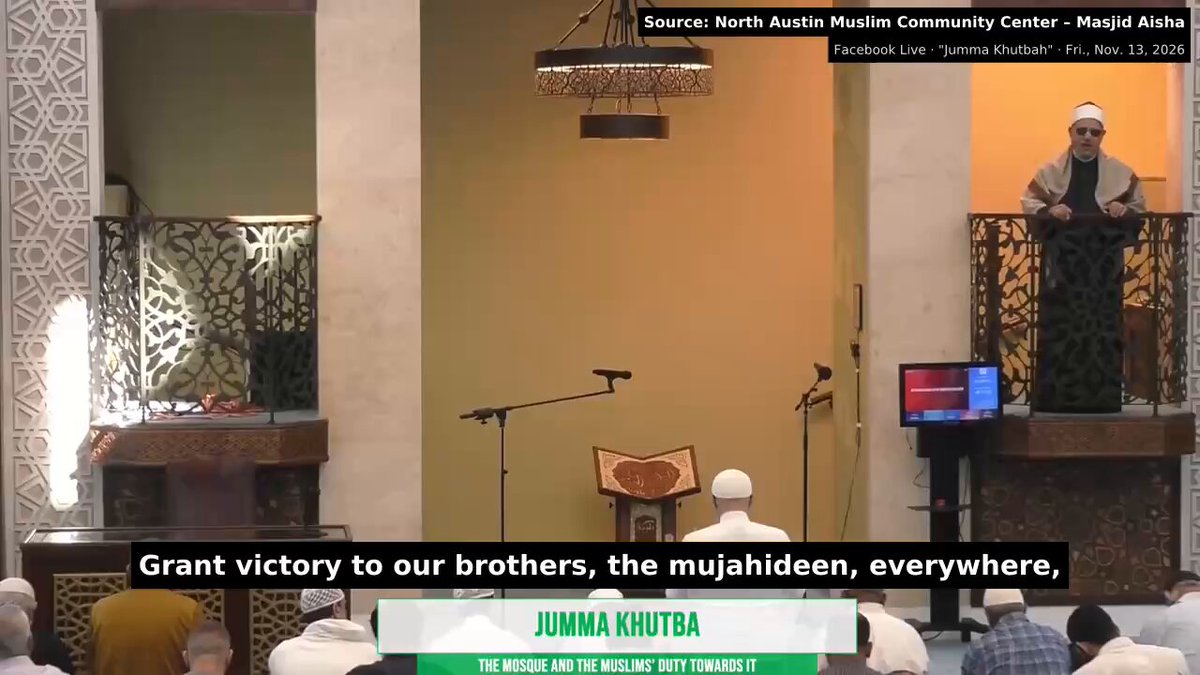 Source: North Austin Muslim Community Center – Masjid Aisha
Facebook Live · "Jumma Khutbah" · Fri., Nov. 13, 2026
Grant victory to our brothers, the mujahideen, everywhere,
JUMMA KHUTBA
THE MOSQUE AND THE MUSLIMS' DUTY TOWARDS IT